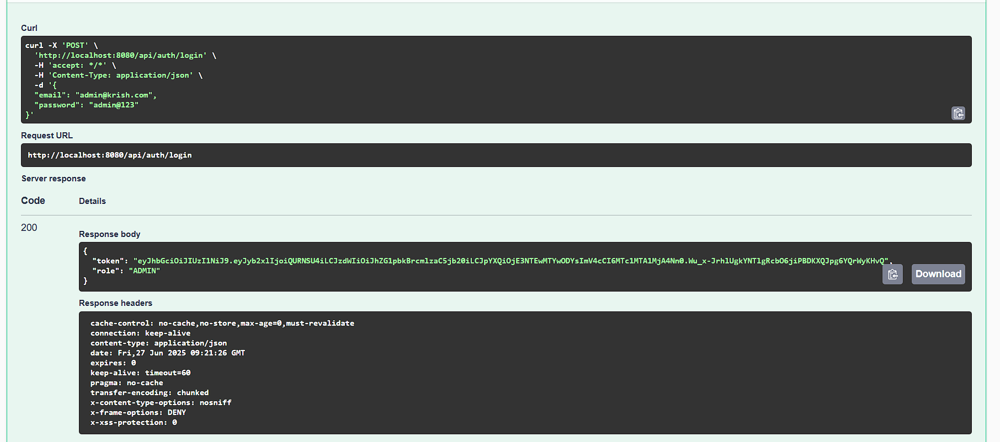 Curl
curl -X 'POST' \
  'http://localhost:8080/api/auth/login' \
  -H 'accept: */*' \
  -H 'Content-Type: application/json' \
  -d '{
  "email": "admin@krish.com",
  "password": "admin@123"
}'
Request URL
http://localhost:8080/api/auth/login
Server response
Code Details
200
Response body
{
  "token": "eyJhbGciOiJIUzI1NiJ9.eyJyb2xlIjoiQURNSU4iLCJzdWIiOiJhZG1pbkBrcmlzaC5jb20iLCJpYXQiOjE3NTEwMTYwODYsImV4cCI6MTc1MTA1MjA4Nn0.Wu_x-JrhlUgkYNTlgRcbO6jiPBDKXQJpg6YQrWyKHvQ",
  "role": "ADMIN"
}
Download
Response headers
cache-control: no-cache,no-store,max-age=0,must-revalidate
connection: keep-alive
content-type: application/json
date: Fri,27 Jun 2025 09:21:26 GMT
expires: 0
keep-alive: timeout=60
pragma: no-cache
transfer-encoding: chunked
x-content-type-options: nosniff
x-frame-options: DENY
x-xss-protection: 0